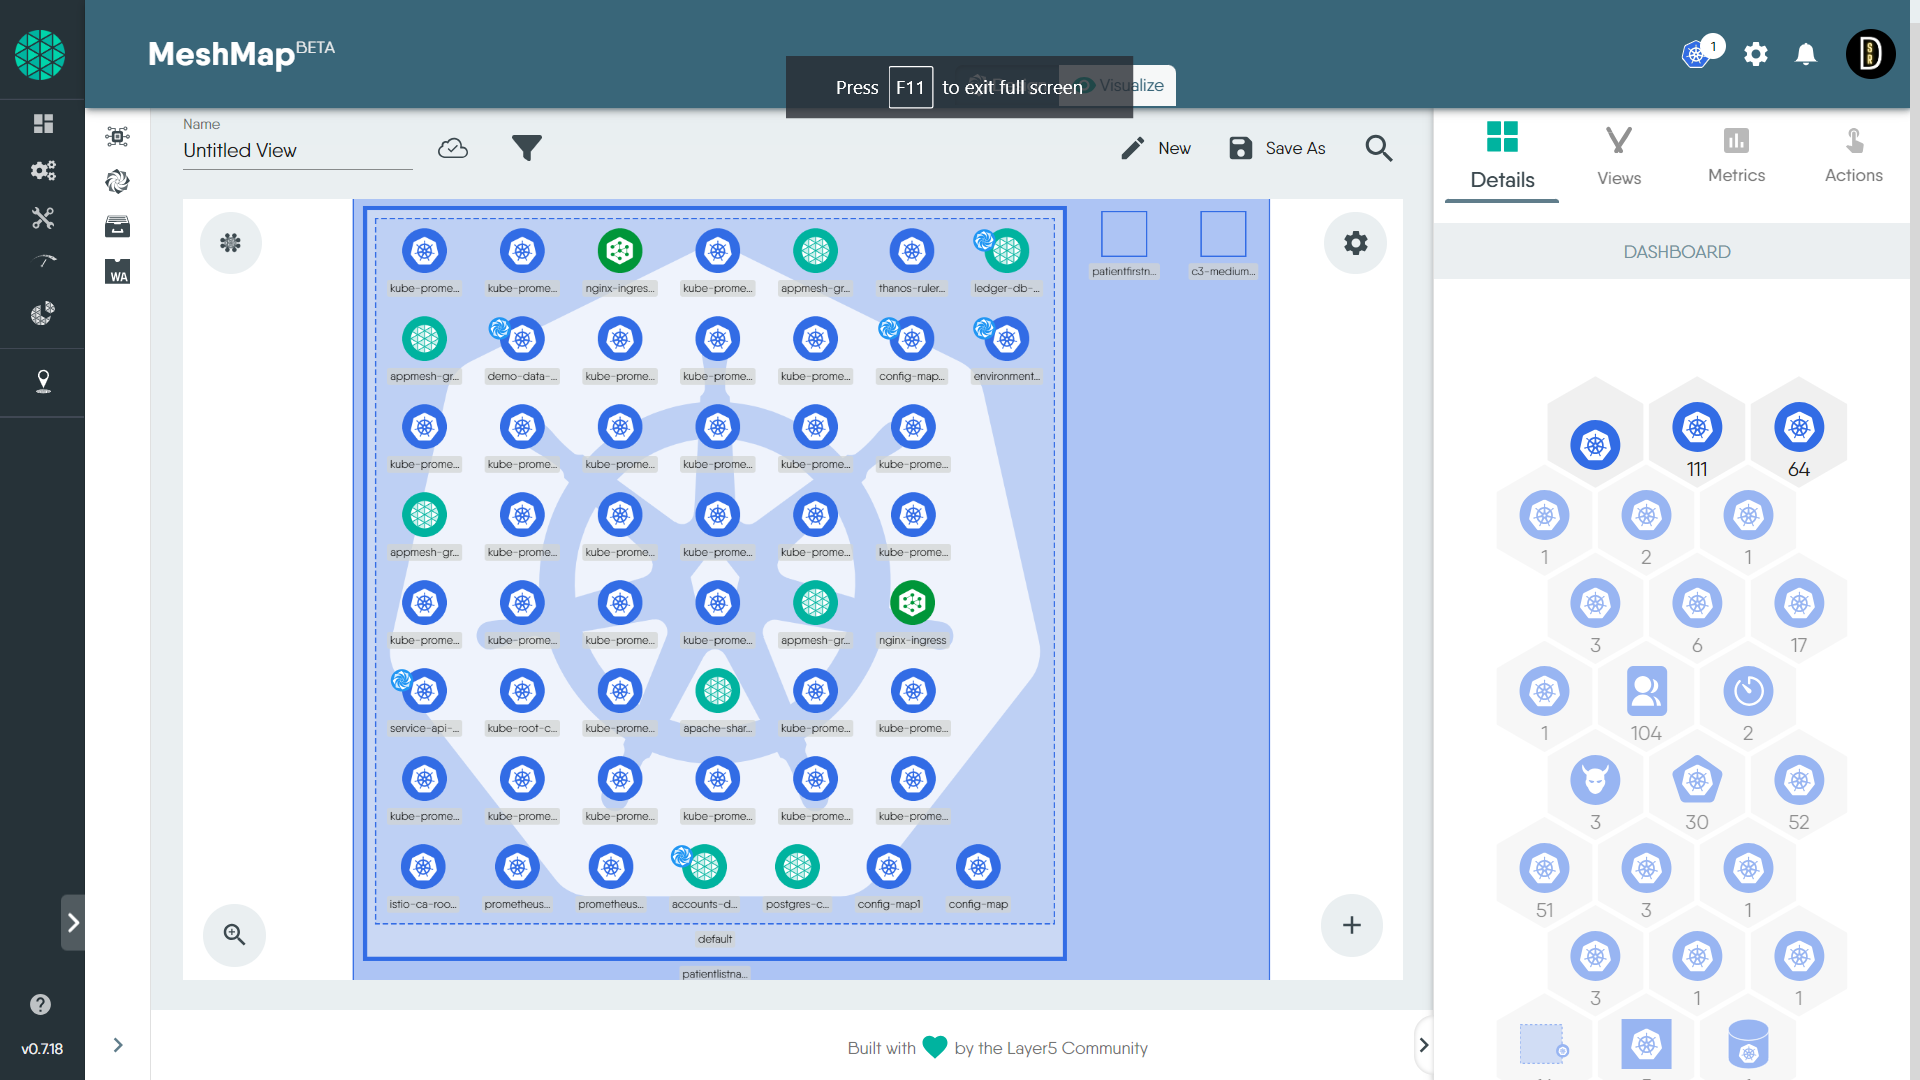 MeshMap BETA
1
Press F11 to exit full screen
Visualize
Name
Untitled View
New
Save As
Details
Views
Metrics
Actions
DASHBOARD
WA
kube-prome... kube-prome... nginx-ingres... kube-prome... appmesh-gr... thanos-ruler... ledger-db-...
patientfirstn... c3-medium...
appmesh-gr... demo-data-... kube-prome... kube-prome... kube-prome... config-map... environment...
kube-prome... kube-prome... kube-prome... kube-prome... kube-prome... kube-prome...
appmesh-gr... kube-prome... kube-prome... kube-prome... kube-prome... kube-prome...
kube-prome... kube-prome... kube-prome... kube-prome... appmesh-gr... nginx-ingress
service-api-... kube-root-c... kube-prome... apache-shar... kube-prome... kube-prome...
kube-prome... kube-prome... kube-prome... kube-prome... kube-prome... kube-prome...
istio-ca-roo... prometheus... prometheus... accounts-d... postgres-c... config-map1 config-map
default
patientlistna...
111 64
1 2 1
3 6 17
1 104 2
3 30 52
51 3 1
3 1 1
v0.7.18
Built with by the Layer5 Community